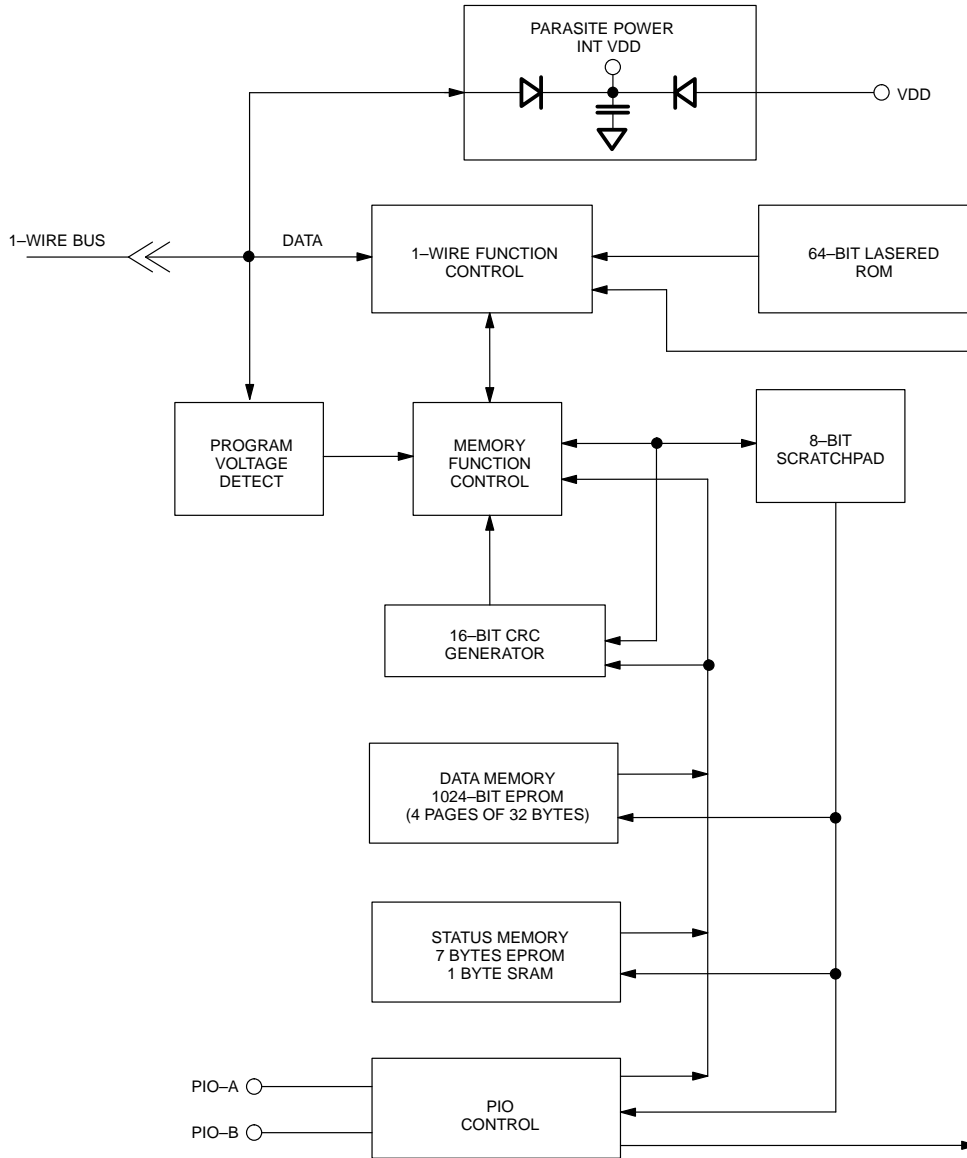 PARASITE POWER
INT VDD
VDD
1–WIRE BUS
DATA
1–WIRE FUNCTION
CONTROL
64–BIT LASERED
ROM
PROGRAM
VOLTAGE
DETECT
MEMORY
FUNCTION
CONTROL
8–BIT
SCRATCHPAD
16–BIT CRC
GENERATOR
DATA MEMORY
1024–BIT EPROM
(4 PAGES OF 32 BYTES)
STATUS MEMORY
7 BYTES EPROM
1 BYTE SRAM
PIO–A
PIO–B
PIO
CONTROL